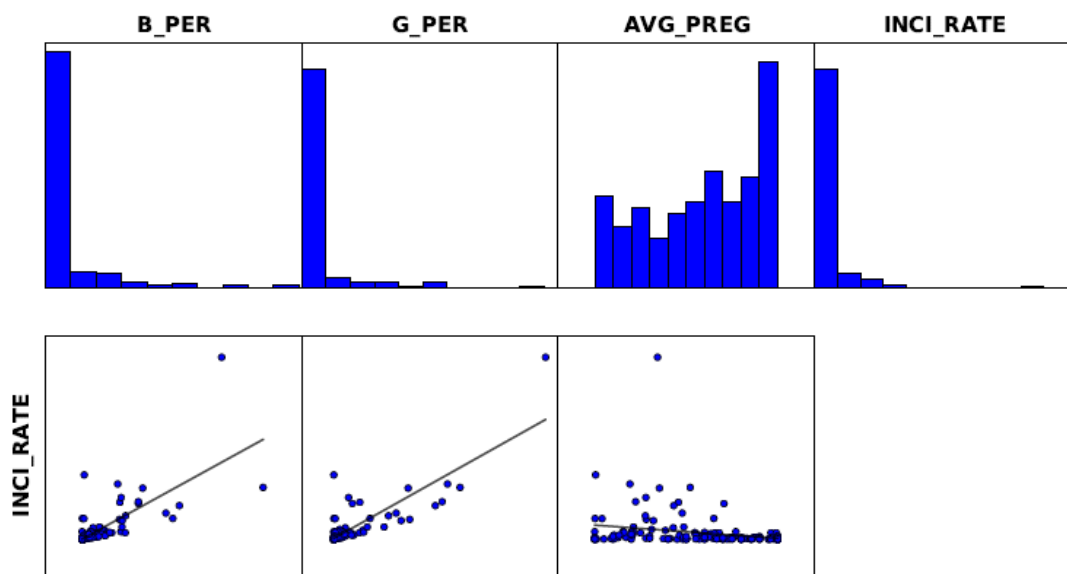 B_PER
G_PER
AVG_PREG
INCI_RATE
INCI_RATE